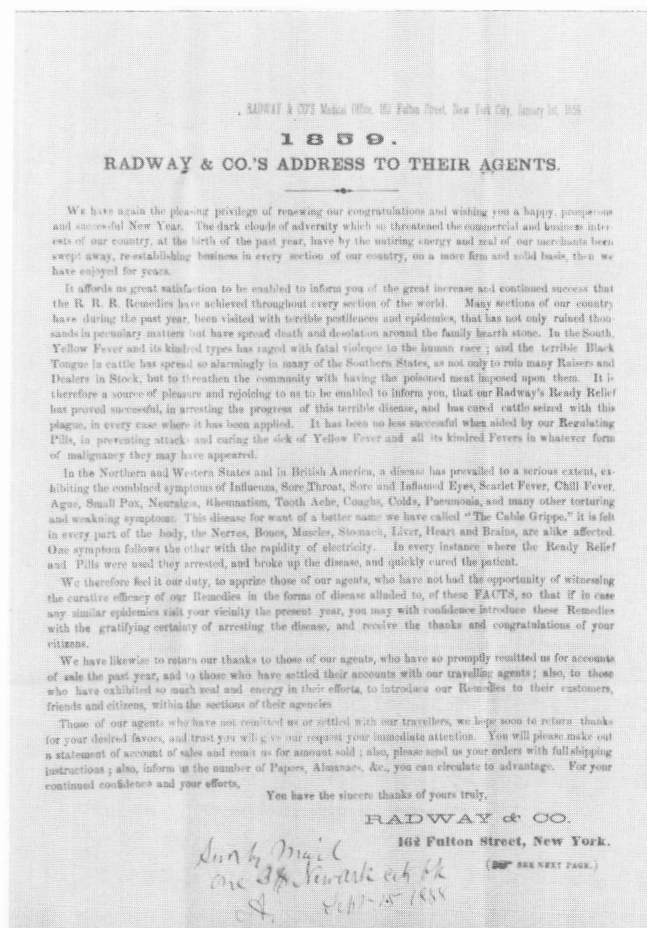 RADWAY & CO'S Medical Office, 162 Fulton Street, New York City, January 1st, 1859.
1859.
RADWAY & CO.'S ADDRESS TO THEIR AGENTS.
We have again the pleasing privilege of renewing our congratulations and wishing you a happy, prosperous
and successful New Year. The dark clouds of adversity which so threatened the commercial and business inter-
ests of our country, at the birth of the past year, have by the untiring energy and zeal of our merchants been
swept away, re-establishing business in every section of our country, on a more firm and solid basis, then we
have enjoyed for years.
It affords us great satisfaction to be enabled to inform you of the great increase and continued success that
the R. R. R. Remedies have achieved throughout every section of the world. Many sections of our country
have during the past year, been visited with terrible pestilences and epidemics, that has not only ruined thou-
sands in pecuniary matters but have spread death and desolation around the family hearth stone. In the South,
Yellow Fever and its kindred types has raged with fatal violence to the human race ; and the terrible Black
Tongue in cattle has spread so alarmingly in many of the Southern States, as not only to ruin many Raisers and
Dealers in Stock, but to threathen the community with having the poisoned meat imposed upon them. It is
therefore a source of pleasure and rejoicing to us to be enabled to inform you, that our Radway's Ready Relief
has proved successful, in arresting the progress of this terrible disease, and has cured cattle seized with this
plague, in every case where it has been applied. It has been no less successful when aided by our Regulating
Pills, in preventing attacks and curing the sick of Yellow Fever and all its kindred Fevers in whatever form
of malignancy they may have appeared.
In the Northern and Western States and in British America, a disease has prevailed to a serious extent, ex-
hibiting the combined symptoms of Influenza, Sore Throat, Sore and Inflamed Eyes, Scarlet Fever, Chill Fever,
Ague, Small Pox, Neuralgia, Rheumatism, Tooth Ache, Coughs, Colds, Pneumonia, and many other torturing
and weakning symptoms. This disease for want of a better name we have called "The Cable Grippe," it is felt
in every part of the body, the Nerves, Bones, Muscles, Stomach, Liver, Heart and Brains, are alike affected.
One symptom follows the other with the rapidity of electricity. In every instance where the Ready Relief
and Pills were used they arrested, and broke up the disease, and quickly cured the patient.
We therefore feel it our duty, to apprize those of our agents, who have not had the opportunity of witnessing
the curative efficacy of our Remedies in the forms of disease alluded to, of these FACTS, so that if in case
any similar epidemics visit your vicinity the present year, you may with confidence introduce these Remedies
with the gratifying certainty of arresting the disease, and receive the thanks and congratulations of your
citizens.
We have likewise to return our thanks to those of our agents, who have so promptly remitted us for accounts
of sale the past year, and to those who have settled their accounts with our travelling agents ; also, to those
who have exhibited so much zeal and energy in their efforts, to introduce our Remedies to their customers,
friends and citizens, within the sections of their agencies
Those of our agents who have not remitted us or settled with our travellers, we hope soon to return thanks
for your desired favors, and trust you will give our request your immediate attention. You will please make out
a statement of account of sales and remit us for amount sold ; also, please send us your orders with full shipping
instructions ; also, inform us the number of Papers, Almanacs, &c., you can circulate to advantage. For your
continued confidence and your efforts,
You have the sincere thanks of yours truly,
RADWAY & CO.
162 Fulton Street, New York.
(SEE NEXT PAGE.)
by Mail
one Newark city
Sept 15